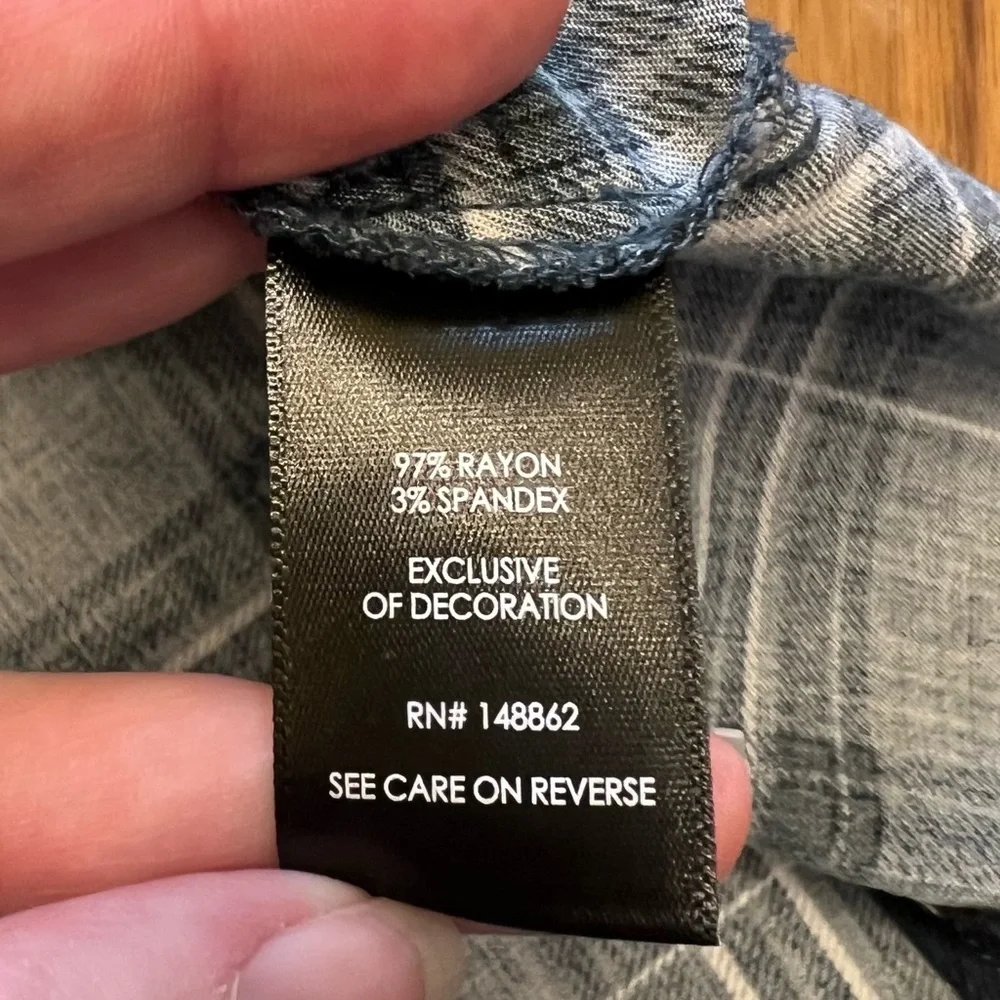 97% RAYON
3% SPANDEX
EXCLUSIVE
OF DECORATION
RN# 148862
SEE CARE ON REVERSE